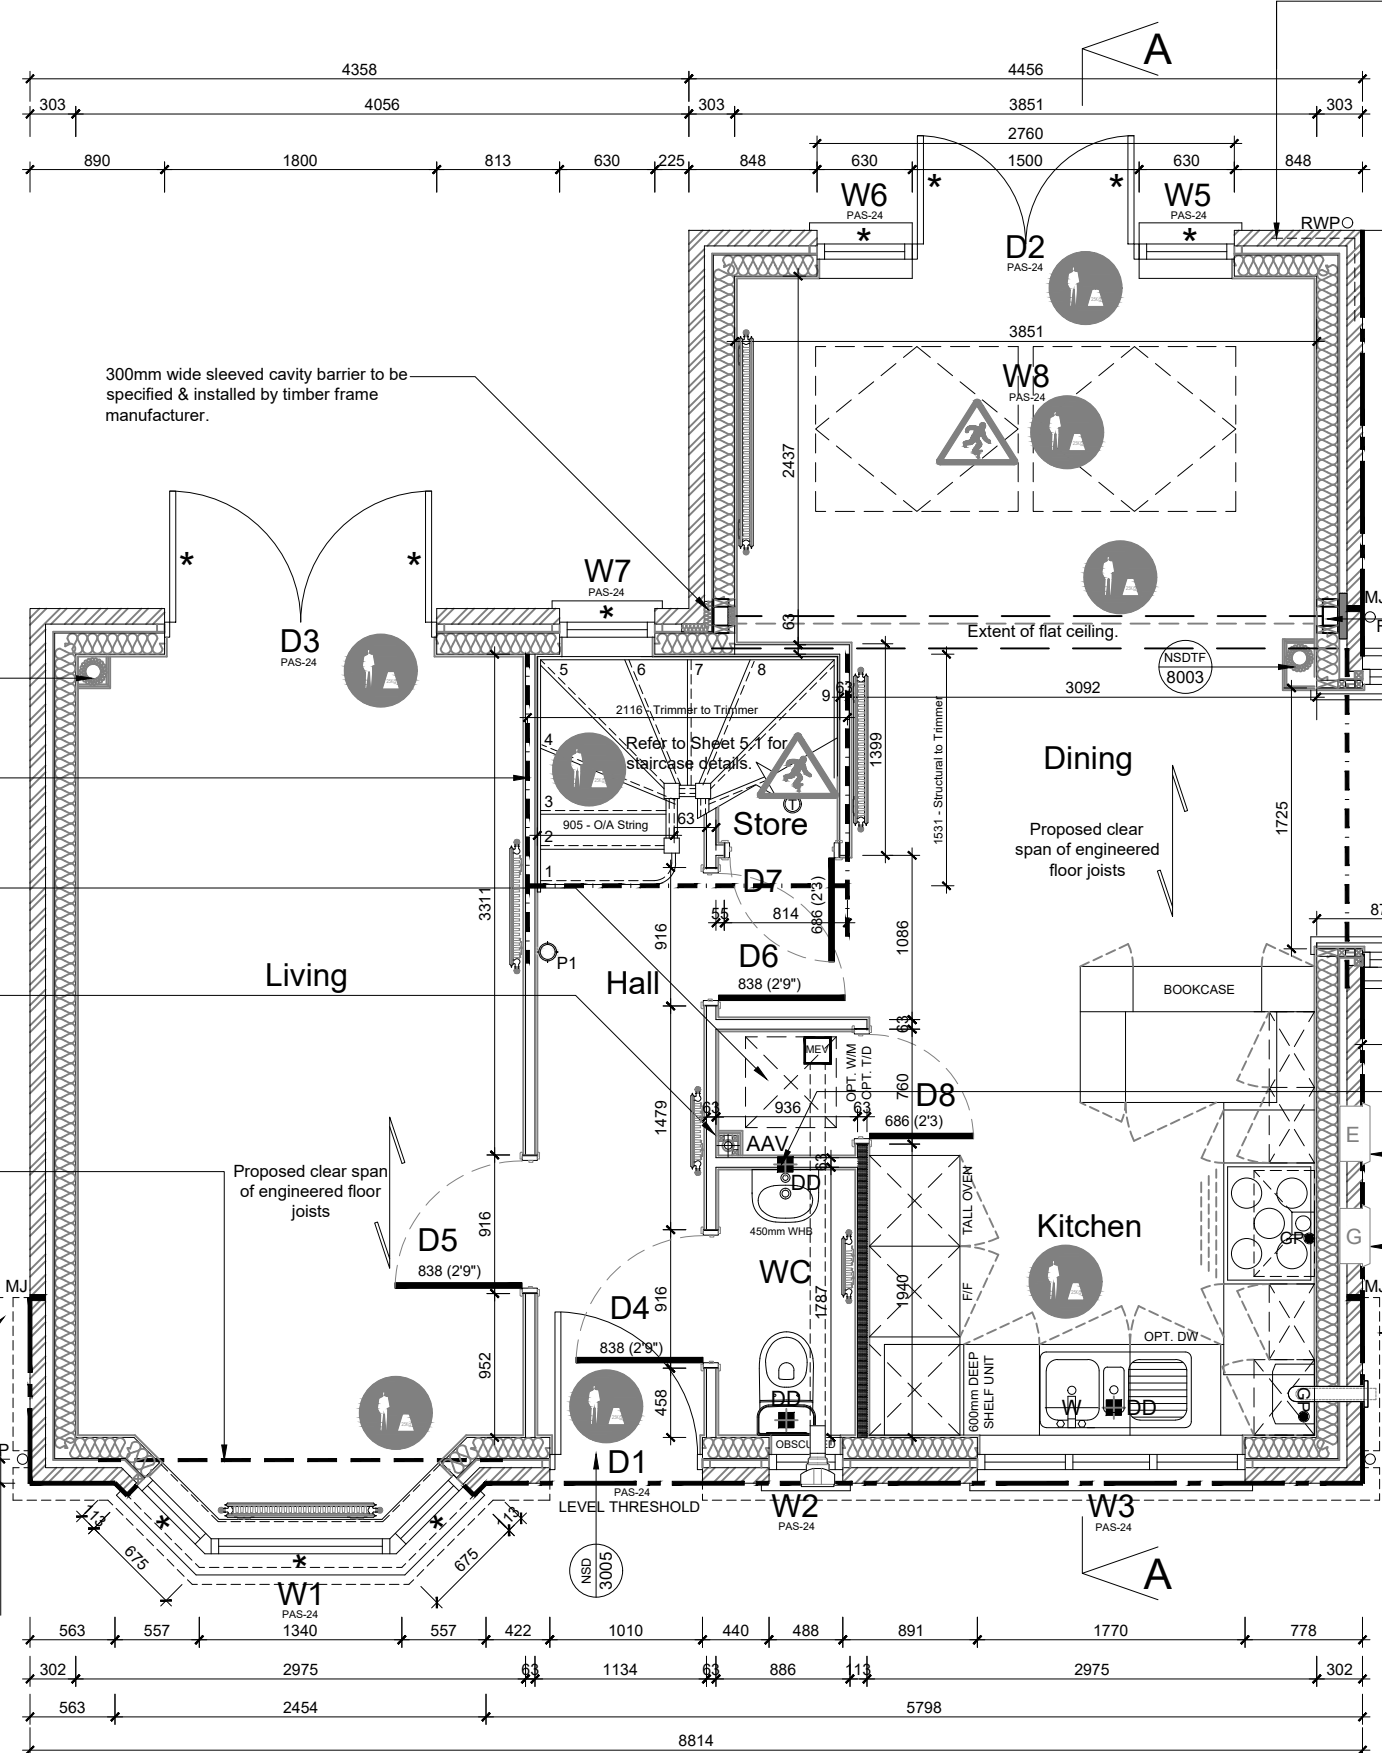 A
4358
4456
303
4056
303
3851
303
2760
890
1800
813
630
225
848
630
1500
630
848
W6
PAS-24
*
*
*
W5
PAS-24
*
RWP
D2
PAS-24
3851
W8
PAS-24
300mm wide sleeved cavity barrier to be
specified & installed by timber frame
manufacturer.
2437
*
*
W7
PAS-24
*
D3
PAS-24
63
Extent of flat ceiling.
MJ
NSDTF
8003
3092
5
6
7
8
9
63
2116 - Trimmer to Trimmer
4
Refer to Sheet 5.1 for
staircase details.
3
905 - O/A String
63
2
1
Store
1399
1531 - Structural to Trimmer
Dining
Proposed clear
span of engineered
floor joists
1725
D7
686 (2'3)
55
814
3311
916
1086
P1
D6
838 (2'9")
Living
Hall
BOOKCASE
63
MEV
OPT. W/M
OPT. T/D
760
D8
686 (2'3)
63
936
63
1479
AAV
63
DD
450mm WHB
E
Proposed clear span
of engineered floor
joists
TALL OVEN
Kitchen
GP
G
916
D5
838 (2'9")
WC
1787
F/F
1940
916
D4
838 (2'9")
MJ
MJ
OPT. DW
952
458
600mm DEEP
SHELF UNIT
DD
W
DD
GP
P
OBSCURED
D1
PAS-24
LEVEL THRESHOLD
W2
PAS-24
W3
PAS-24
113
675
*
*
*
113
675
W1
PAS-24
NSD
3005
A
563
557
1340
557
422
1010
440
488
891
1770
778
302
2975
63
1134
63
886
113
2975
302
563
2454
5798
8814